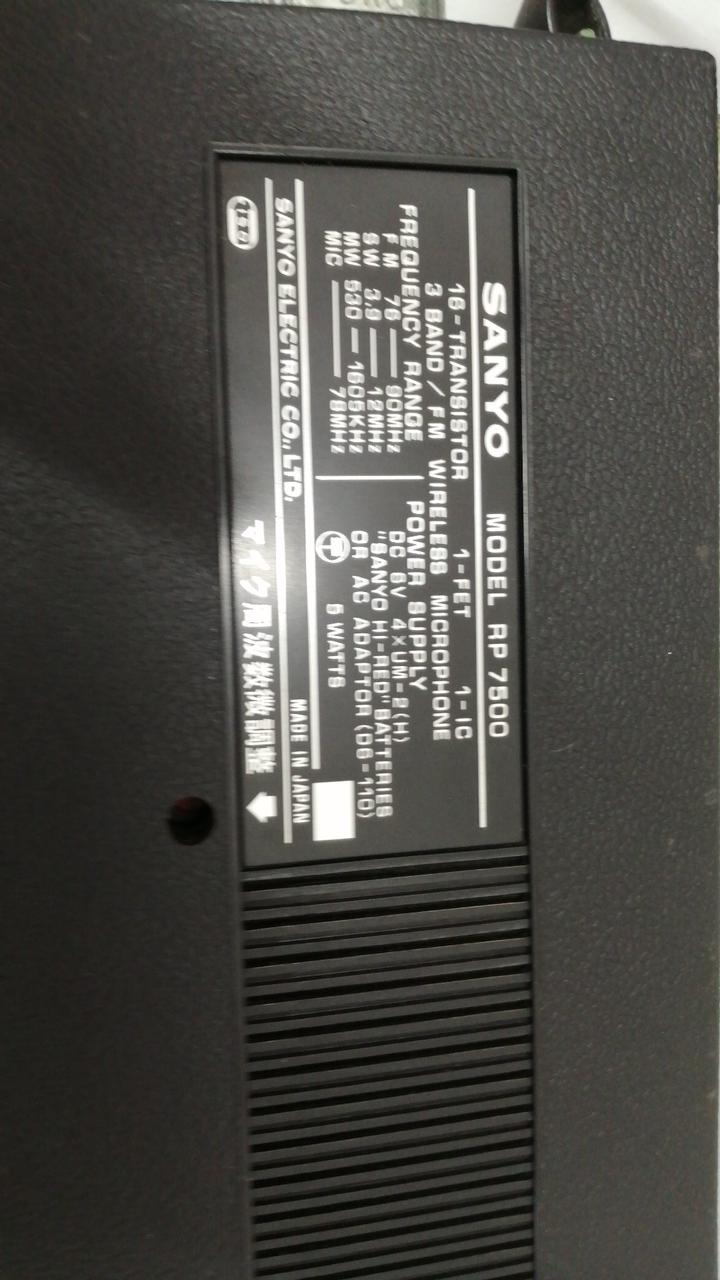 SANYO MODEL RP 7500
16-TRANSISTOR 1-FET 1-IC
3 BAND / FM WIRELESS MICROPHONE
FREQUENCY RANGE
FM 76 — 90MHz
SW 3.9 — 12MHz
MW 530 — 1605KHz
MIC — 76MHz
POWER SUPPLY
DC 6V 4×UM-2(H)
"SANYO HI-RED" BATTERIES
OR AC ADAPTOR (D6-110)
5 WATTS
SANYO ELECTRIC CO., LTD. MADE IN JAPAN
マイク周波数微調整